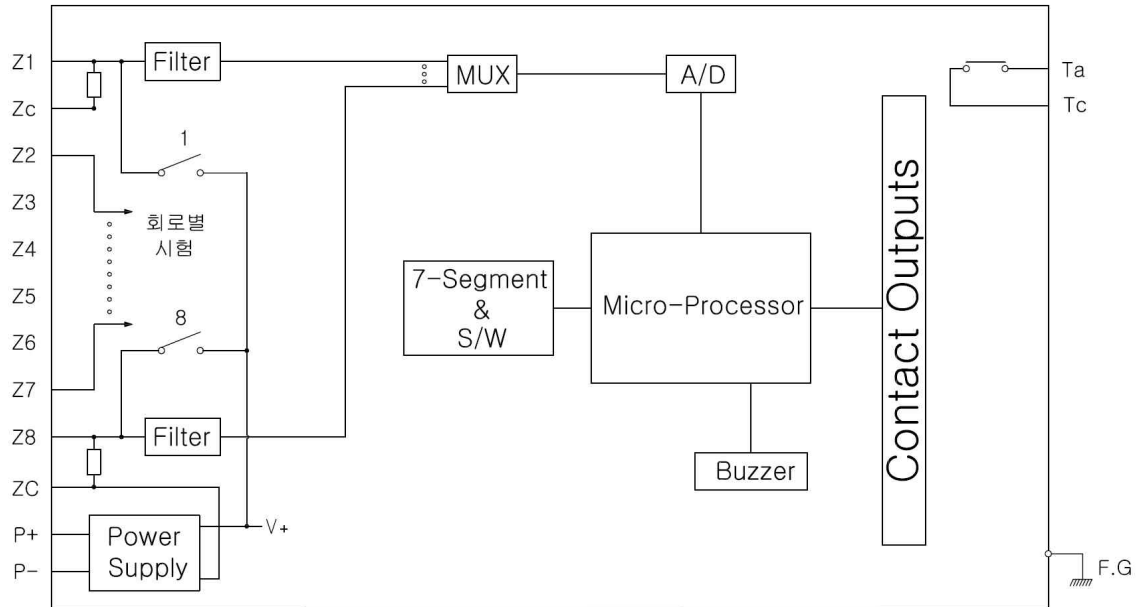 Z1
Zc
Z2
Z3
Z4
Z5
Z6
Z7
Z8
ZC
P+
P-
Filter
1
회로별
시험
8
Filter
Power
Supply
V+
MUX
A/D
7-Segment
&
S/W
Micro-Processor
Buzzer
Contact Outputs
Ta
Tc
F.G